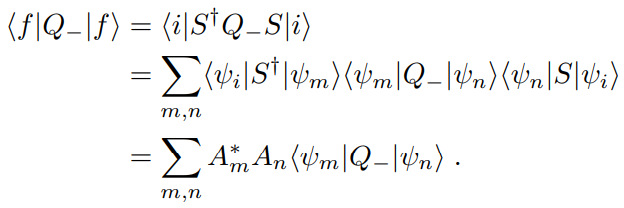 ⟨f|Q₋|f⟩ = ⟨i|S†Q₋S|i⟩
= ∑_{m,n} ⟨ψ_i|S†|ψ_m⟩⟨ψ_m|Q₋|ψ_n⟩⟨ψ_n|S|ψ_i⟩
= ∑_{m,n} A*_m A_n ⟨ψ_m|Q₋|ψ_n⟩ .